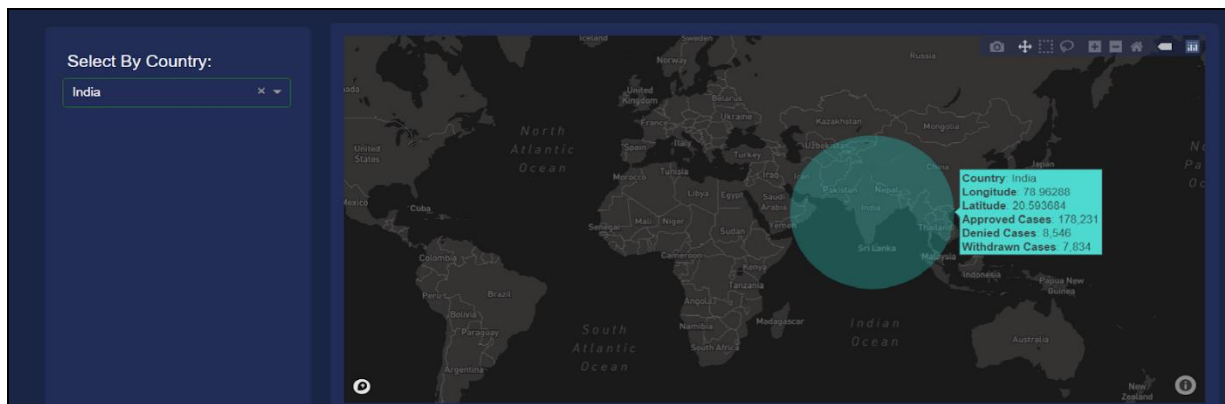 Select By Country:
India
Iceland
Sweden
Norway
Russia
United
Kingdom
Belarus
Ukraine
France
Kazakhstan
Mongolia
North
Atlantic
Ocean
United
States
Spain
Italy
Turkey
Uzbekistan
China
Japan
Morocco
Tunisia
Iraq
Iran
Libya
Egypt
Saudi
Arabia
Pakistan
Nepal
India
Mexico
Cuba
Senegal
Mali
Niger
Sudan
Yemen
Thailand
Sri Lanka
Malaysia
Country: India
Longitude: 78.96288
Latitude: 20.593684
Approved Cases: 178,231
Denied Cases: 8,546
Withdrawn Cases: 7,834
Colombia
Cameroon
Kenya
Indonesia
Papua New
Guinea
Peru
Brazil
Tanzania
Angola
Bolivia
Paraguay
Namibia
Madagascar
South Africa
South
Atlantic
Ocean
Indian
Ocean
Australia
Argentina
New
Zealand